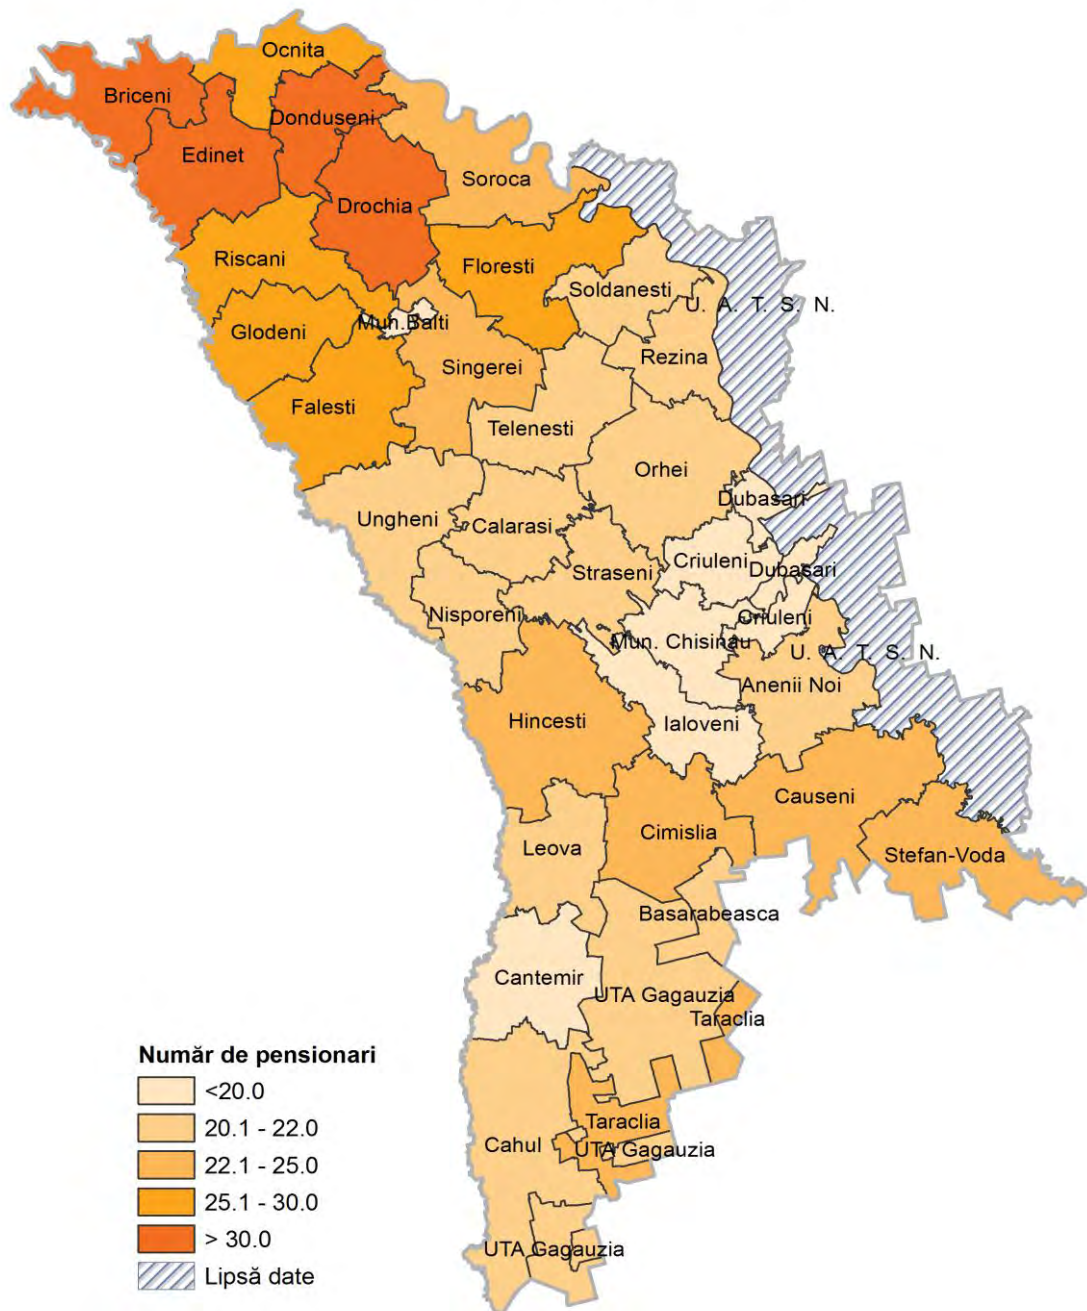 Ocnita
Briceni
Donduseni
Edinet
Soroca
Drochia
Riscani
Floresti
Soldanesti
U. A. T. S. N.
Mun.Balti
Glodeni
Rezina
Singerei
Falesti
Telenesti
Orhei
Dubasari
Ungheni
Calarasi
Criuleni
Straseni
Dubasari
Nisporeni
Criuleni
Mun. Chisinau
U. A. T. S. N.
Anenii Noi
Hincesti
Ialoveni
Causeni
Cimislia
Leova
Stefan-Voda
Basarabeasca
Cantemir
UTA Gagauzia
Taraclia
Număr de pensionari
<20.0
20.1 - 22.0
22.1 - 25.0
25.1 - 30.0
> 30.0
Lipsă date
Taraclia
Cahul
UTA Gagauzia
UTA Gagauzia